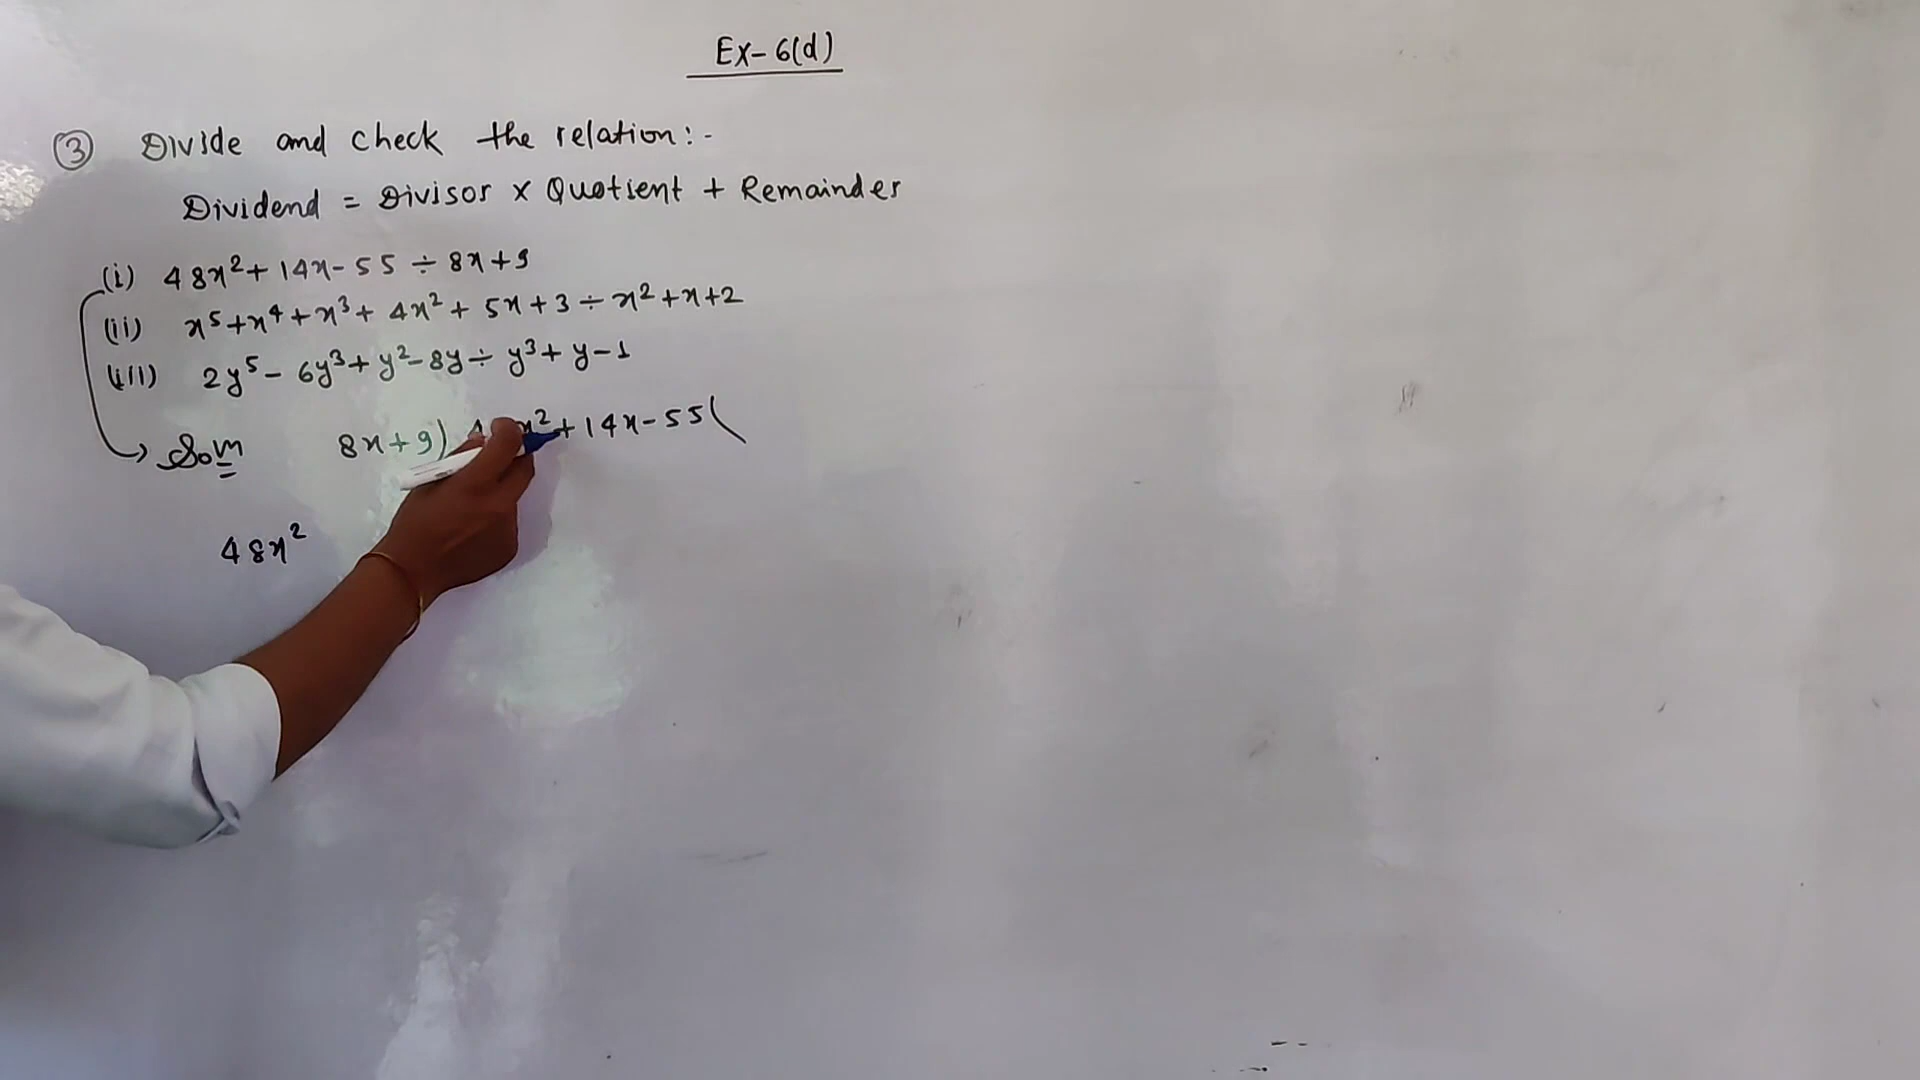 Ex-6(d)
③ Divide and check the relation:-
Dividend = Divisor × Quotient + Remainder
(i) 48x²+14x-55 ÷ 8x+9
(ii) x⁵+x⁴+x³+4x²+5x+3 ÷ x²+x+2
(iii) 2y⁵-6y³+y²-8y ÷ y³+y-1
Soln 8x+9) x²+14x-55(
48x²